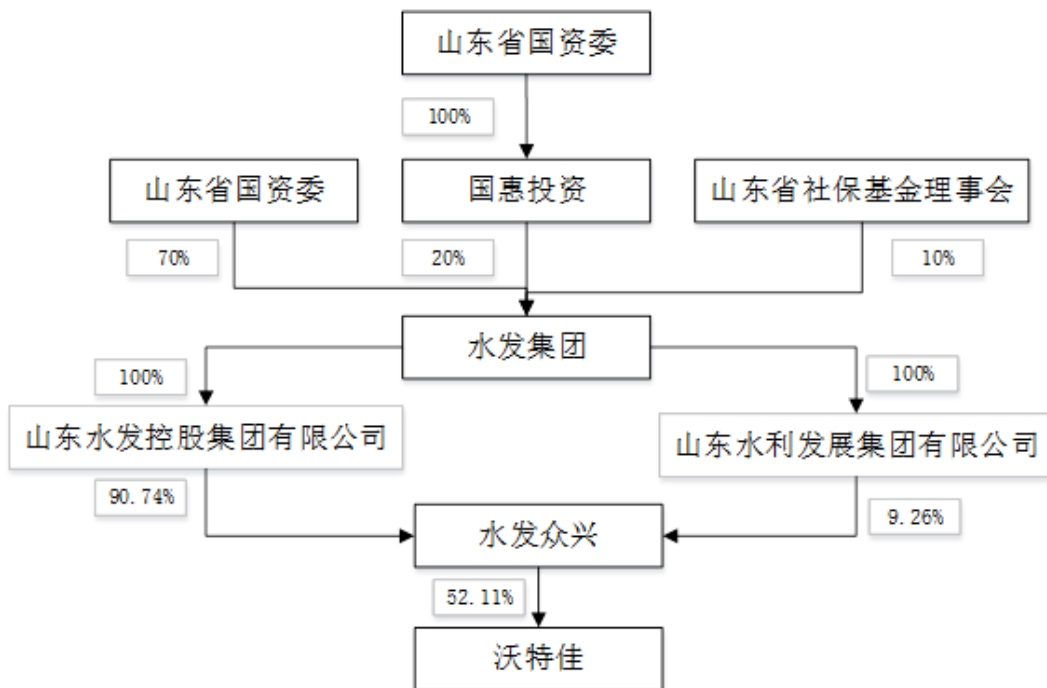 山东省国资委
100%
山东省国资委
国惠投资
山东省社保基金理事会
70%
20%
10%
水发集团
100%
100%
山东水发控股集团有限公司
山东水利发展集团有限公司
90.74%
9.26%
水发众兴
52.11%
沃特佳